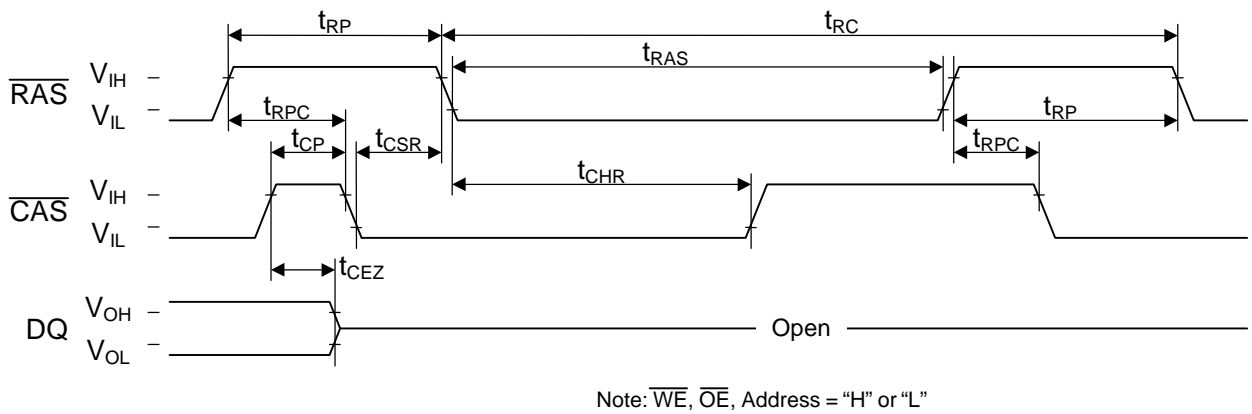 tRP tRC
tRAS
RAS VIH
VIL
tRPC tRP
tCP tCSR tRPC
tCHR
CAS VIH
VIL
tCEZ
DQ VOH
VOL
Open
Note: WE, OE, Address = “H” or “L”